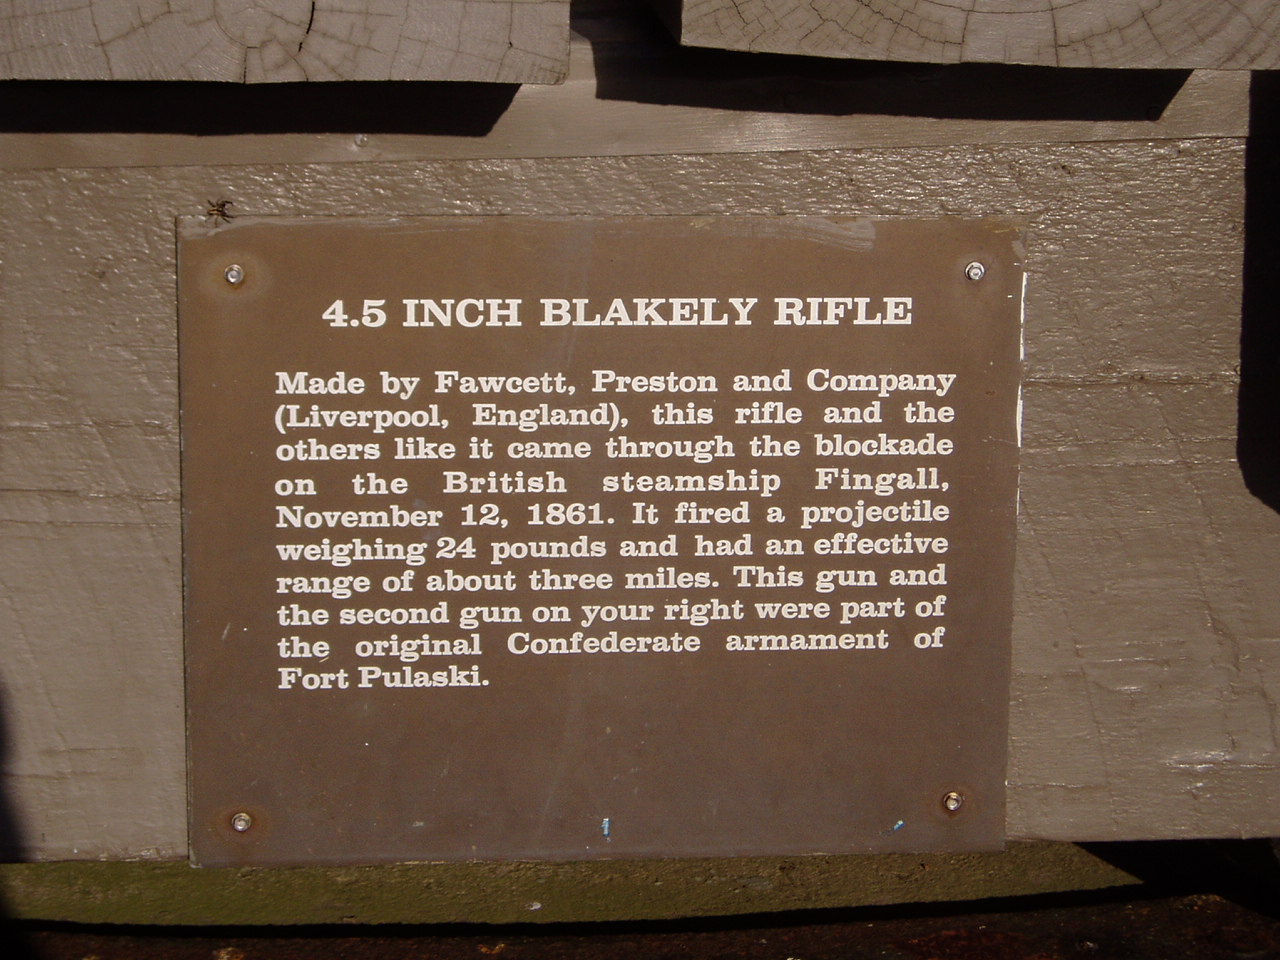 4.5 INCH BLAKELY RIFLE
Made by Fawcett, Preston and Company
(Liverpool, England), this rifle and the
others like it came through the blockade
on the British steamship Fingall,
November 12, 1861. It fired a projectile
weighing 24 pounds and had an effective
range of about three miles. This gun and
the second gun on your right were part of
the original Confederate armament of
Fort Pulaski.